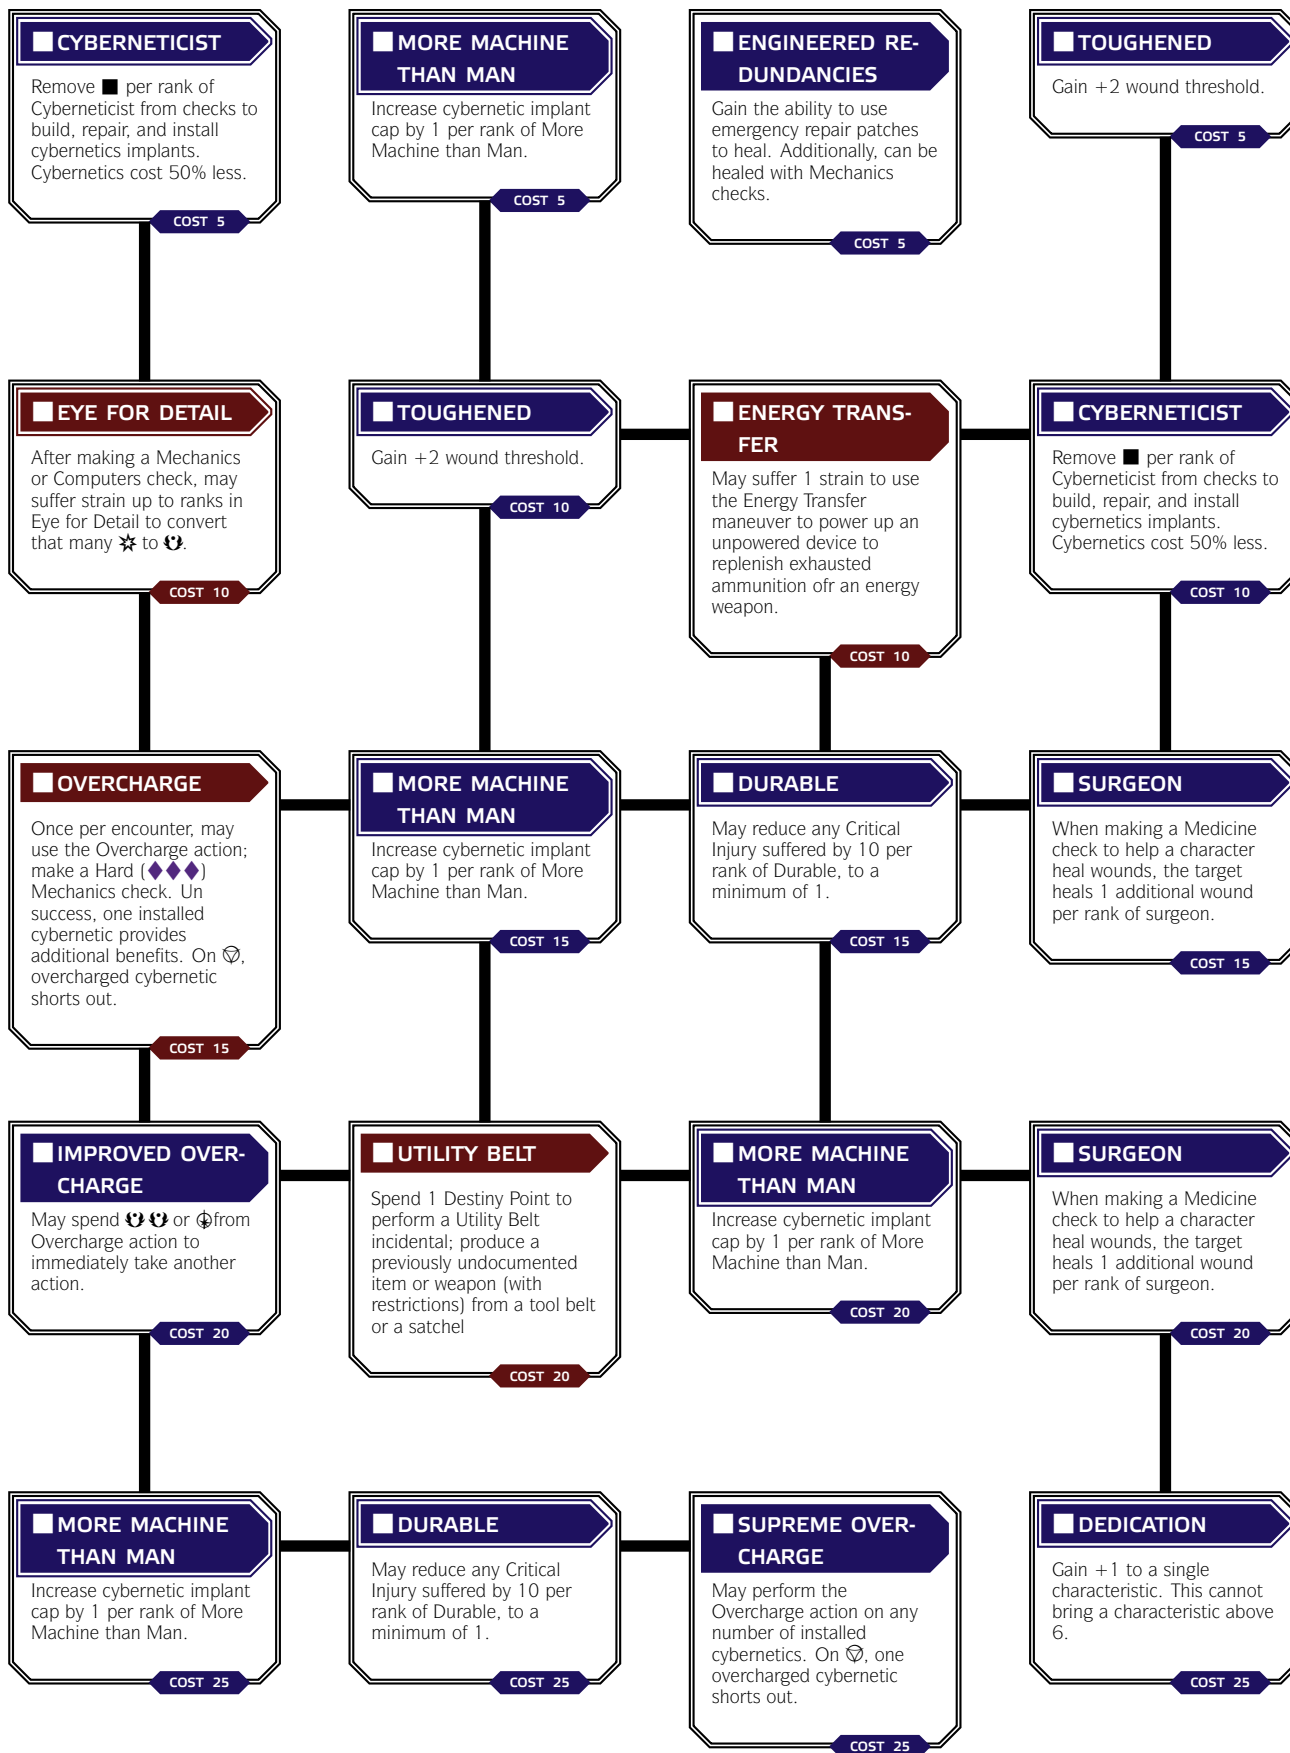 CYBERNETICIST
Remove ■ per rank of
Cyberneticist from checks to
build, repair, and install
cybernetics implants.
Cybernetics cost 50% less.
COST 5
MORE MACHINE
THAN MAN
Increase cybernetic implant
cap by 1 per rank of More
Machine than Man.
COST 5
ENGINEERED RE-
DUNDANCIES
Gain the ability to use
emergency repair patches
to heal. Additionally, can be
healed with Mechanics
checks.
COST 5
TOUGHENED
Gain +2 wound threshold.
COST 5
EYE FOR DETAIL
After making a Mechanics
or Computers check, may
suffer strain up to ranks in
Eye for Detail to convert
that many to .
COST 10
TOUGHENED
Gain +2 wound threshold.
COST 10
ENERGY TRANS-
FER
May suffer 1 strain to use
the Energy Transfer
maneuver to power up an
unpowered device to
replenish exhausted
ammunition ofr an energy
weapon.
COST 10
CYBERNETICIST
Remove ■ per rank of
Cyberneticist from checks to
build, repair, and install
cybernetics implants.
Cybernetics cost 50% less.
COST 10
OVERCHARGE
Once per encounter, may
use the Overcharge action;
make a Hard (◆◆◆)
Mechanics check. Un
success, one installed
cybernetic provides
additional benefits. On ,
overcharged cybernetic
shorts out.
COST 15
MORE MACHINE
THAN MAN
Increase cybernetic implant
cap by 1 per rank of More
Machine than Man.
COST 15
DURABLE
May reduce any Critical
Injury suffered by 10 per
rank of Durable, to a
minimum of 1.
COST 15
SURGEON
When making a Medicine
check to help a character
heal wounds, the target
heals 1 additional wound
per rank of surgeon.
COST 15
IMPROVED OVER-
CHARGE
May spend or from
Overcharge action to
immediately take another
action.
COST 20
UTILITY BELT
Spend 1 Destiny Point to
perform a Utility Belt
incidental; produce a
previously undocumented
item or weapon (with
restrictions) from a tool belt
or a satchel
COST 20
MORE MACHINE
THAN MAN
Increase cybernetic implant
cap by 1 per rank of More
Machine than Man.
COST 20
SURGEON
When making a Medicine
check to help a character
heal wounds, the target
heals 1 additional wound
per rank of surgeon.
COST 20
MORE MACHINE
THAN MAN
Increase cybernetic implant
cap by 1 per rank of More
Machine than Man.
COST 25
DURABLE
May reduce any Critical
Injury suffered by 10 per
rank of Durable, to a
minimum of 1.
COST 25
SUPREME OVER-
CHARGE
May perform the
Overcharge action on any
number of installed
cybernetics. On , one
overcharged cybernetic
shorts out.
COST 25
DEDICATION
Gain +1 to a single
characteristic. This cannot
bring a characteristic above
6.
COST 25